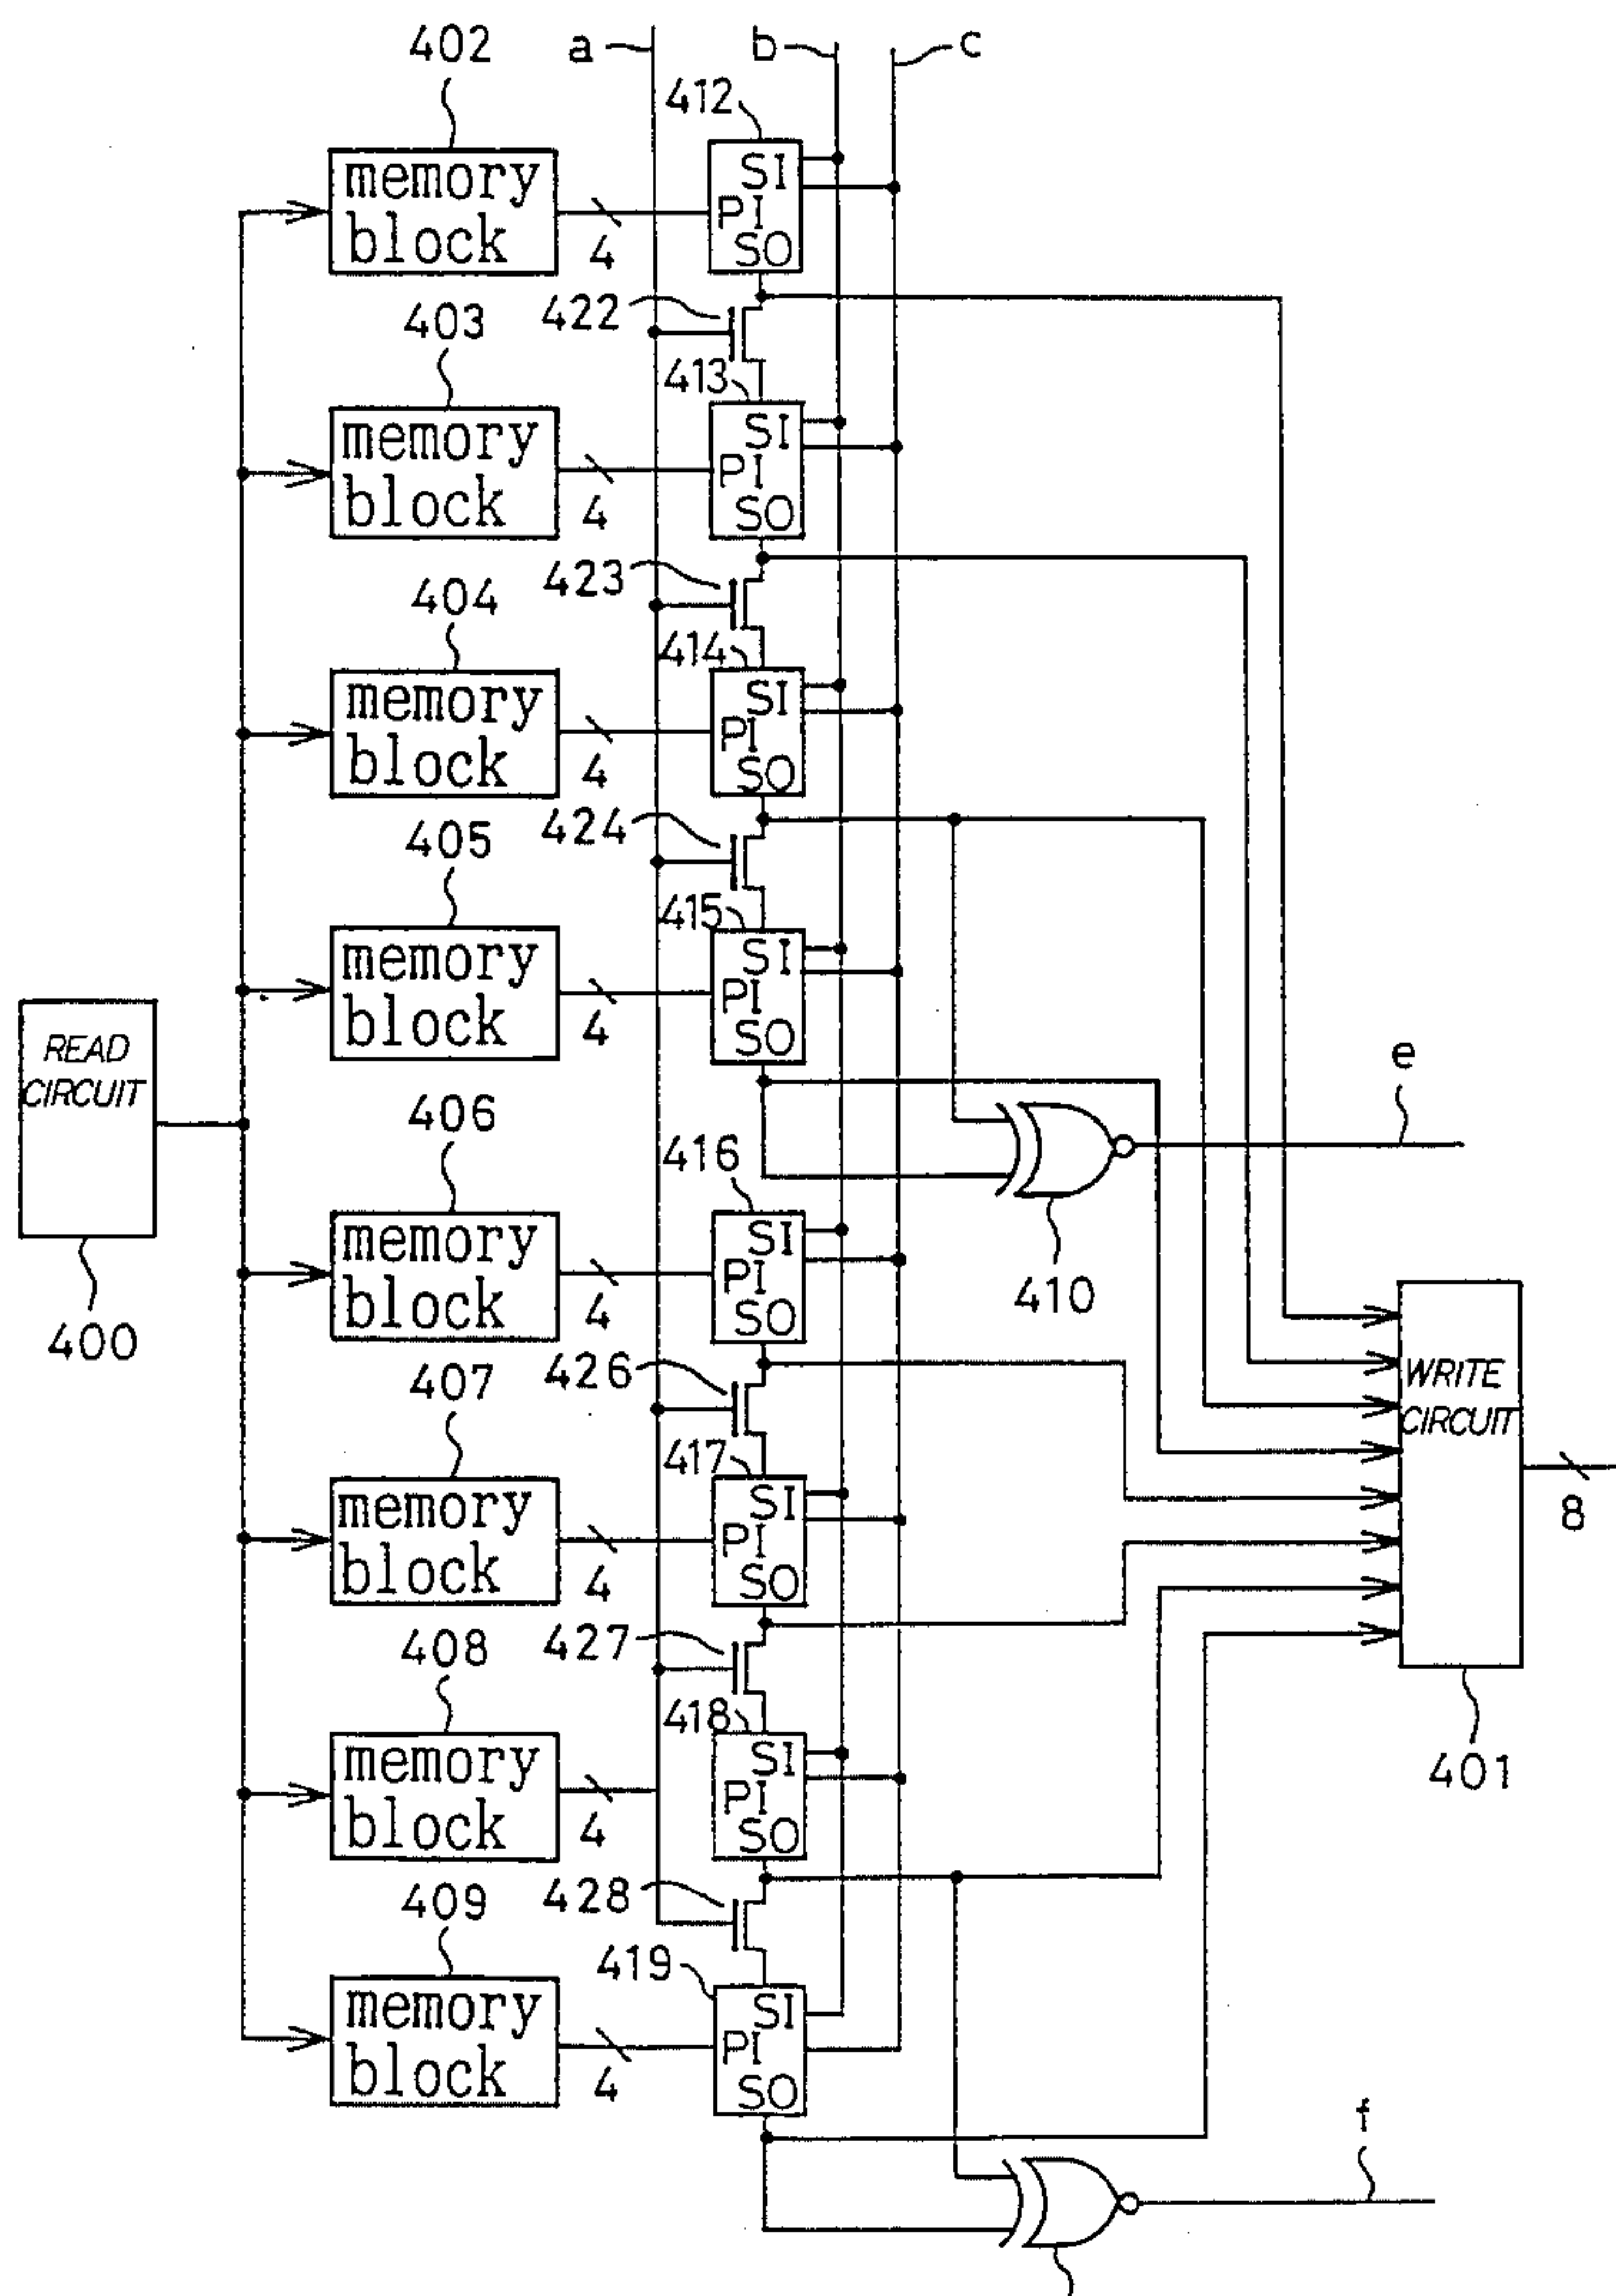 402
a
b
c
412
memory
block
4
SI
PI
SO
422
403
413
memory
block
4
SI
PI
SO
423
404
414
memory
block
4
SI
PI
SO
424
405
415
memory
block
4
SI
PI
SO
READ
CIRCUIT
400
e
410
406
416
memory
block
4
SI
PI
SO
426
WRITE
CIRCUIT
8
401
407
417
memory
block
4
SI
PI
SO
427
408
418
memory
block
4
SI
PI
SO
428
409
419
memory
block
4
SI
PI
SO
f